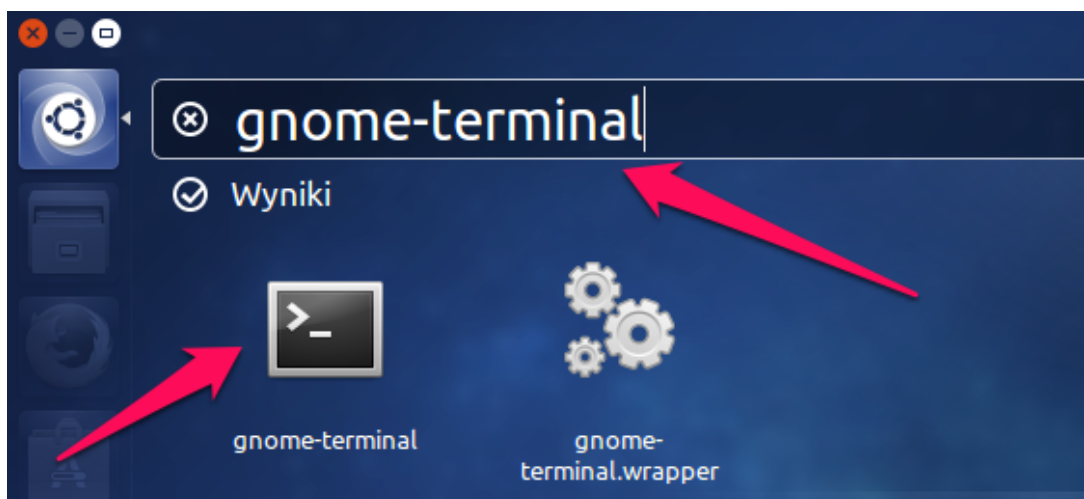 gnome-terminal
Wyniki
gnome-terminal
gnome-
terminal.wrapper